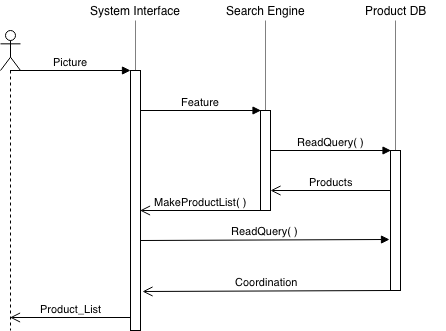 System Interface
Search Engine
Product DB
Picture
Feature
ReadQuery( )
Products
MakeProductList( )
ReadQuery( )
Coordination
Product_List